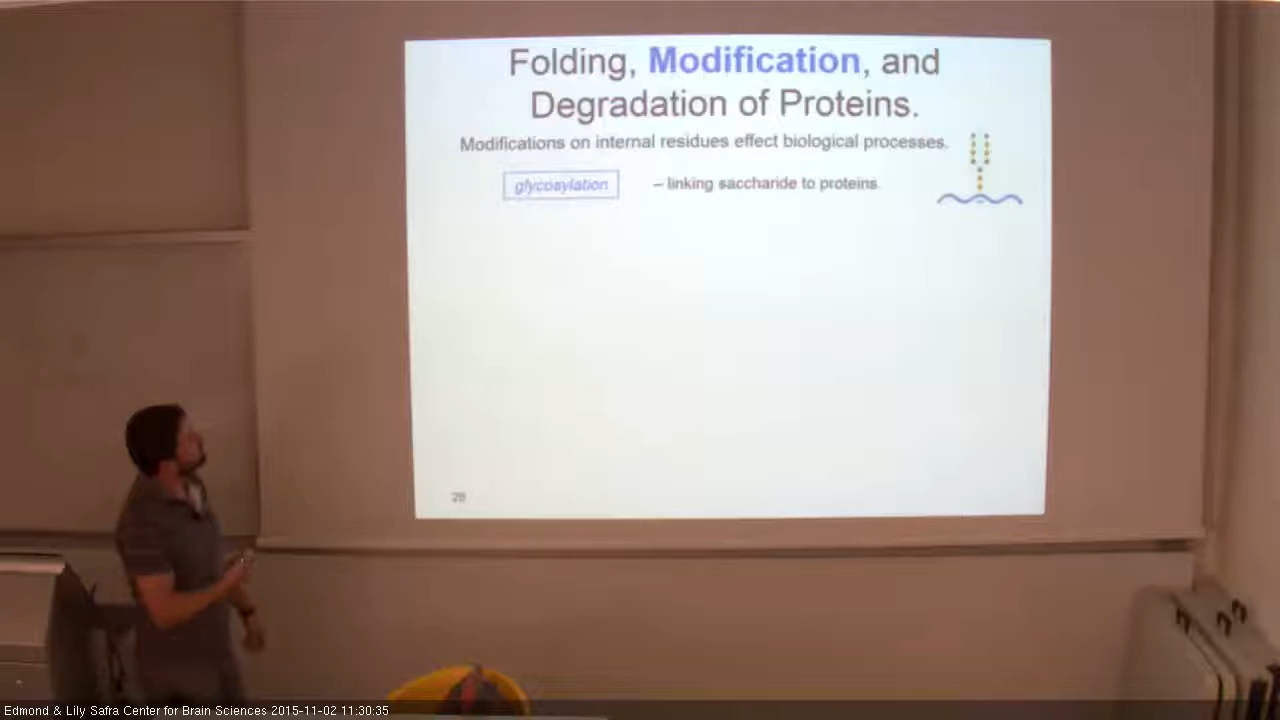 Folding, Modification, and
Degradation of Proteins.
Modifications on internal residues effect biological processes.
glycosylation – linking saccharide to proteins.
28
Edmond & Lily Safra Center for Brain Sciences 2015-11-02 11:30:35